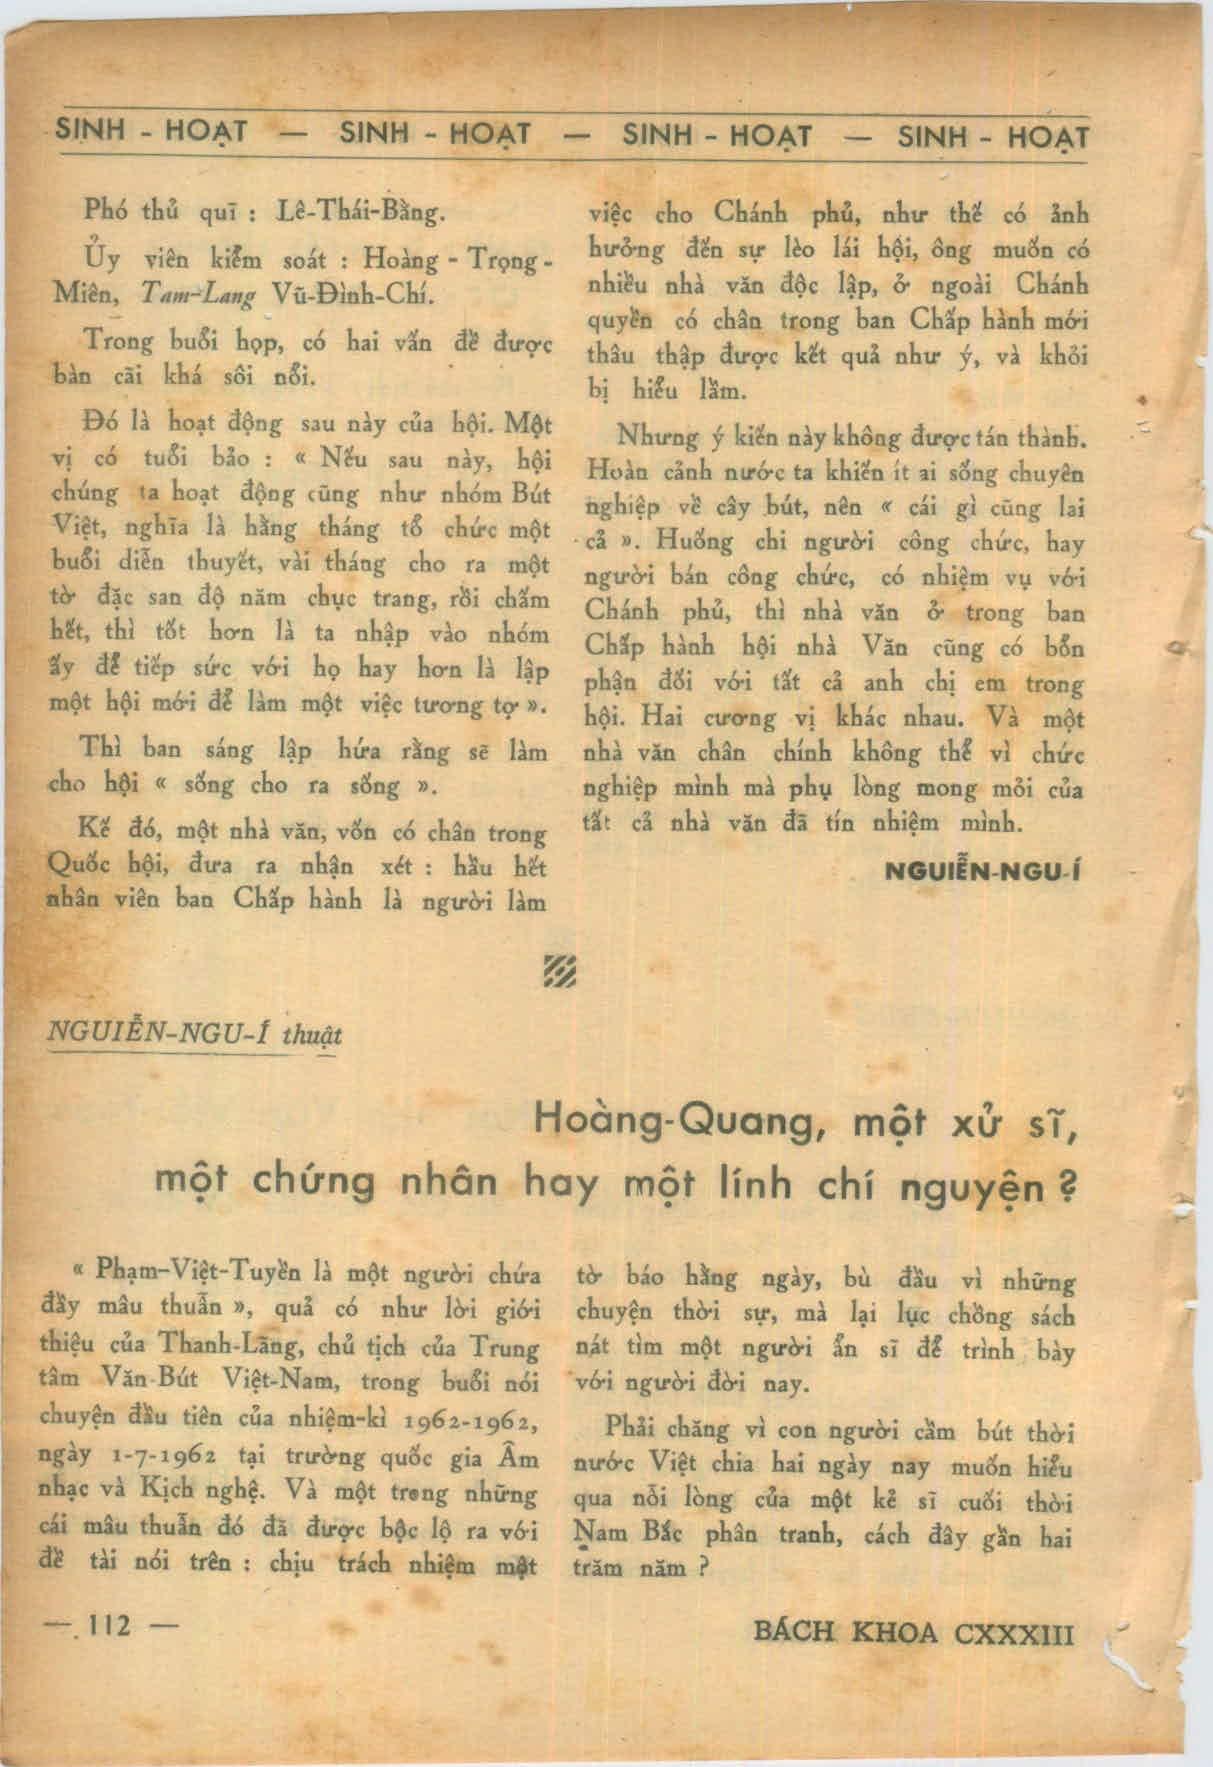 SINH - HOẠT — SINH - HOẠT — SINH - HOẠT — SINH - HOẠT
Phó thủ quĩ : Lê-Thái-Bằng.
Ủy viên kiểm soát : Hoàng - Trọng -
Miên, Tam-Lang Vũ-Đình-Chí.
Trong buổi họp, có hai vấn đề được
bàn cãi khá sôi nổi.
Đó là hoạt động sau này của hội. Một
vị có tuổi bảo : « Nếu sau này, hội
chúng ta hoạt động cũng như nhóm Bút
Việt, nghĩa là hằng tháng tổ chức một
buổi diễn thuyết, vài tháng cho ra một
tờ đặc san độ năm chục trang, rồi chấm
hết, thì tốt hơn là ta nhập vào nhóm
ấy để tiếp sức với họ hay hơn là lập
một hội mới để làm một việc tương tợ ».
Thì ban sáng lập hứa rằng sẽ làm
cho hội « sống cho ra sống ».
Kế đó, một nhà văn, vốn có chân trong
Quốc hội, đưa ra nhận xét : hầu hết
nhân viên ban Chấp hành là người làm
việc cho Chánh phủ, như thế có ảnh
hưởng đến sự lèo lái hội, ông muốn có
nhiều nhà văn độc lập, ở ngoài Chánh
quyền có chân trong ban Chấp hành mới
thâu thập được kết quả như ý, và khỏi
bị hiểu lầm.
Nhưng ý kiến này không được tán thành.
Hoàn cảnh nước ta khiến ít ai sống chuyên
nghiệp về cây bút, nên « cái gì cũng lai
cả ». Huống chi người công chức, hay
người bán công chức, có nhiệm vụ với
Chánh phủ, thì nhà văn ở trong ban
Chấp hành hội nhà Văn cũng có bổn
phận đối với tất cả anh chị em trong
hội. Hai cương vị khác nhau. Và một
nhà văn chân chính không thể vì chức
nghiệp mình mà phụ lòng mong mỏi của
tất cả nhà văn đã tín nhiệm mình.
NGUIỄN-NGU-Í
NGUIỄN-NGU-Í thuật
Hoàng-Quang, một xử sĩ,
một chứng nhân hay một lính chí nguyện ?
« Phạm-Việt-Tuyền là một người chứa
đầy mâu thuẫn », quả có như lời giới
thiệu của Thanh-Lãng, chủ tịch của Trung
tâm Văn-Bút Việt-Nam, trong buổi nói
chuyện đầu tiên của nhiệm-kì 1962-1962,
ngày 1-7-1962 tại trường quốc gia Âm
nhạc và Kịch nghệ. Và một trong những
cái mâu thuẫn đó đã được bộc lộ ra với
đề tài nói trên : chịu trách nhiệm một
tờ báo hằng ngày, bù đầu vì những
chuyện thời sự, mà lại lục chồng sách
nát tìm một người ẩn sĩ để trình bày
với người đời nay.
Phải chăng vì con người cầm bút thời
nước Việt chia hai ngày nay muốn hiểu
qua nỗi lòng của một kẻ sĩ cuối thời
Nam Bắc phân tranh, cách đây gần hai
trăm năm ?
— 112 —
BÁCH KHOA CXXXIII